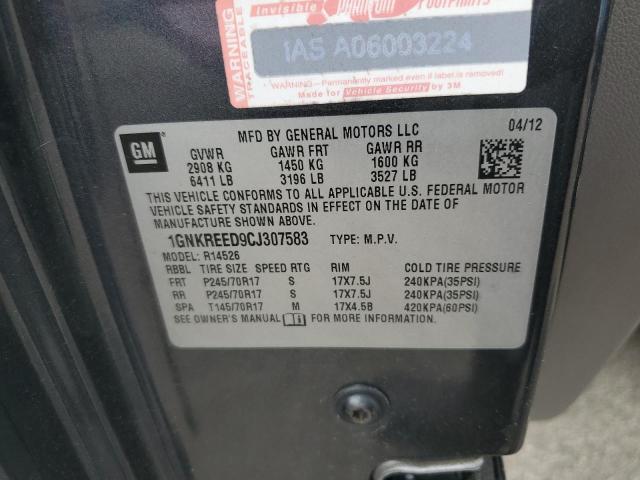 Invisible PHANTOM FOOTPRINTS
WARNING
TRACEABLE
IAS A06003224
WARNING - Permanently marked even if label is removed!
Made for Vehicle Security by 3M
GM
MFD BY GENERAL MOTORS LLC
04/12
GVWR GAWR FRT GAWR RR
2908 KG 1450 KG 1600 KG
6411 LB 3196 LB 3527 LB
THIS VEHICLE CONFORMS TO ALL APPLICABLE U.S. FEDERAL MOTOR
VEHICLE SAFETY STANDARDS IN EFFECT ON THE DATE OF
MANUFACTURE SHOWN ABOVE.
1GNKREED9CJ307583 TYPE: M.P.V.
MODEL: R14526
RBBL TIRE SIZE SPEED RTG RIM COLD TIRE PRESSURE
FRT P245/70R17 S 17X7.5J 240KPA(35PSI)
RR P245/70R17 S 17X7.5J 240KPA(35PSI)
SPA T145/70R17 M 17X4.5B 420KPA(60PSI)
SEE OWNER'S MANUAL FOR MORE INFORMATION.